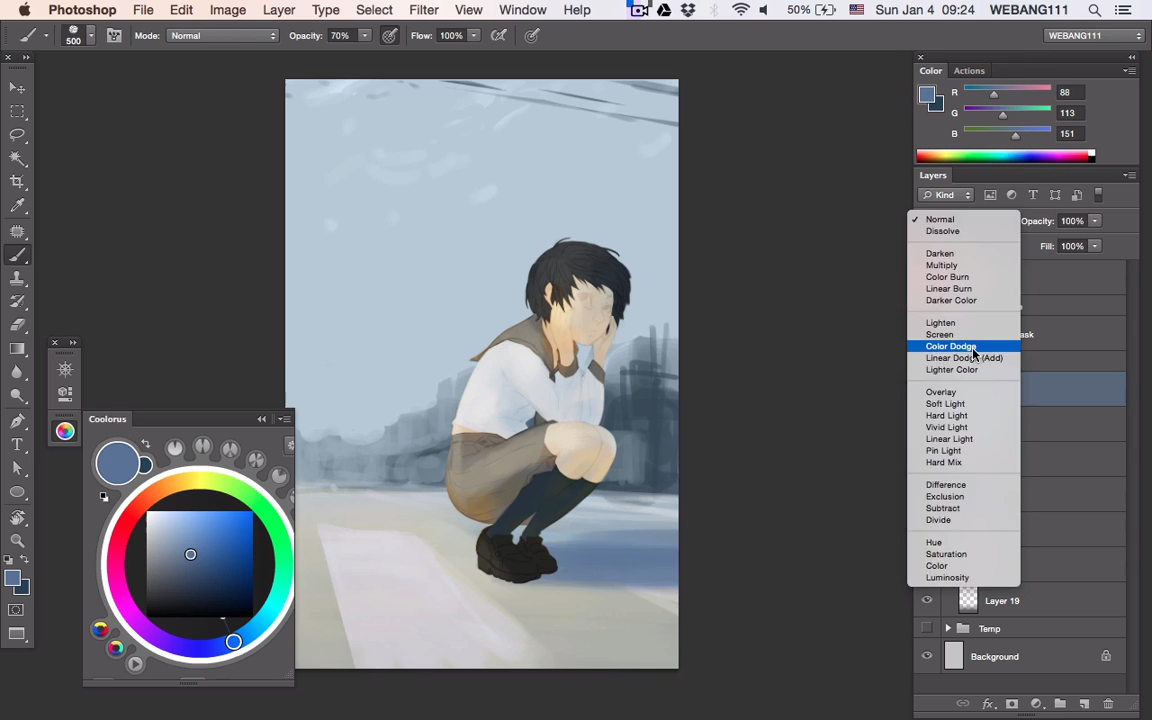 Photoshop File Edit Image Layer Type Select Filter View Window Help 50% Sun Jan 4 09:24 WEBANG111
500 Mode: Normal Opacity: 70% Flow: 100% WEBANG111
Color Actions
R 88
G 113
B 151
Layers
Kind
Normal Opacity: 100%
Dissolve
Fill: 100%
Darken
Multiply
Color Burn
Linear Burn
Darker Color
Lighten
Screen
Color Dodge
Linear Dodge (Add)
Lighter Color
Overlay
Soft Light
Hard Light
Vivid Light
Linear Light
Pin Light
Hard Mix
Difference
Exclusion
Subtract
Divide
Hue
Saturation
Color
Luminosity
Layer 19
Temp
Background
Coolorus